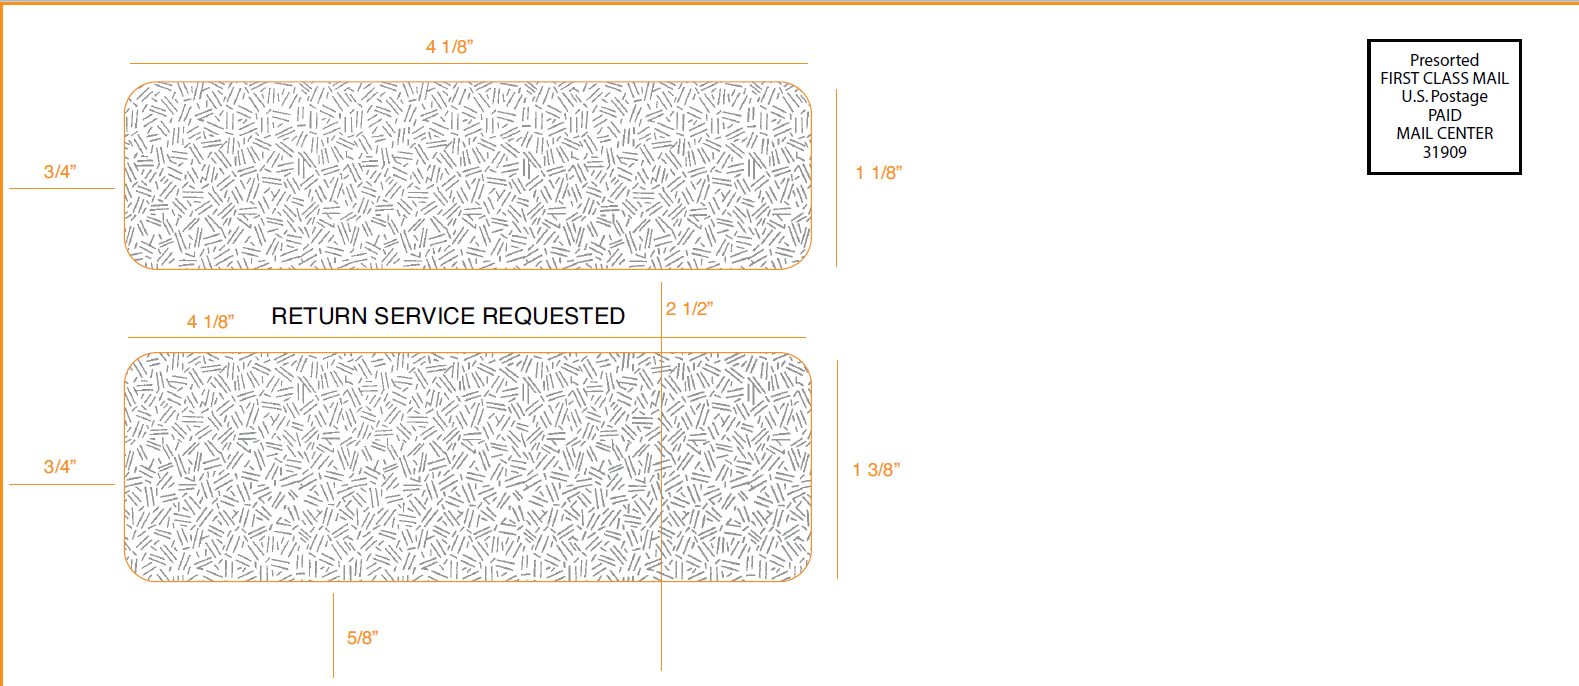 4 1/8”
Presorted
FIRST CLASS MAIL
U.S. Postage
PAID
MAIL CENTER
31909
3/4”
1 1/8”
4 1/8”
RETURN SERVICE REQUESTED
2 1/2”
3/4”
1 3/8”
5/8”